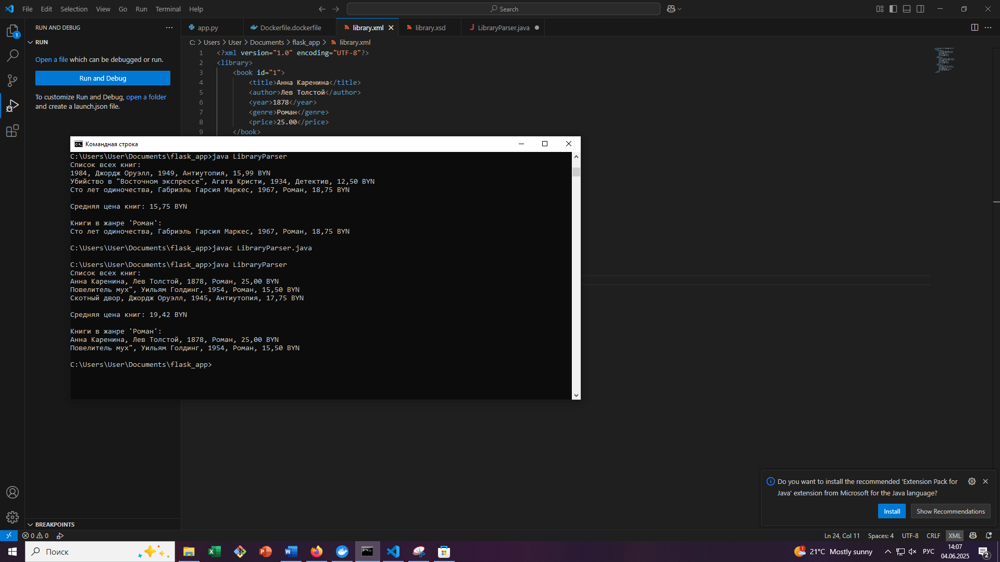 File Edit Selection View Go Run Terminal Help
Search
RUN AND DEBUG
app.py Dockerfile.dockerfile library.xml library.xsd LibraryParser.java
1
RUN
C: > Users > User > Documents > flask_app > library.xml
Open a file which can be debugged or run.
Run and Debug
To customize Run and Debug, open a folder
and create a launch.json file.
1 <?xml version="1.0" encoding="UTF-8"?>
2 <library>
3 <book id="1">
4 <title>Анна Каренина</title>
5 <author>Лев Толстой</author>
6 <year>1878</year>
7 <genre>Роман</genre>
8 <price>25.00</price>
9 </book>
Командная строка
C:\Users\User\Documents\flask_app>java LibraryParser
Список всех книг:
1984, Джордж Оруэлл, 1949, Антиутопия, 15,99 BYN
Убийство в "Восточном экспрессе", Агата Кристи, 1934, Детектив, 12,50 BYN
Сто лет одиночества, Габриэль Гарсия Маркес, 1967, Роман, 18,75 BYN
Средняя цена книг: 15,75 BYN
Книги в жанре 'Роман':
Сто лет одиночества, Габриэль Гарсия Маркес, 1967, Роман, 18,75 BYN
C:\Users\User\Documents\flask_app>javac LibraryParser.java
C:\Users\User\Documents\flask_app>java LibraryParser
Список всех книг:
Анна Каренина, Лев Толстой, 1878, Роман, 25,00 BYN
Повелитель мух", Уильям Голдинг, 1954, Роман, 15,50 BYN
Скотный двор, Джордж Оруэлл, 1945, Антиутопия, 17,75 BYN
Средняя цена книг: 19,42 BYN
Книги в жанре 'Роман':
Анна Каренина, Лев Толстой, 1878, Роман, 25,00 BYN
Повелитель мух", Уильям Голдинг, 1954, Роман, 15,50 BYN
C:\Users\User\Documents\flask_app>
Do you want to install the recommended 'Extension Pack for
Java' extension from Microsoft for the Java language?
Install Show Recommendations
BREAKPOINTS
0 0 Ln 24, Col 11 Spaces: 4 UTF-8 CRLF XML
Поиск
1 21°C Mostly sunny РУС 14:07
04.06.2025 2